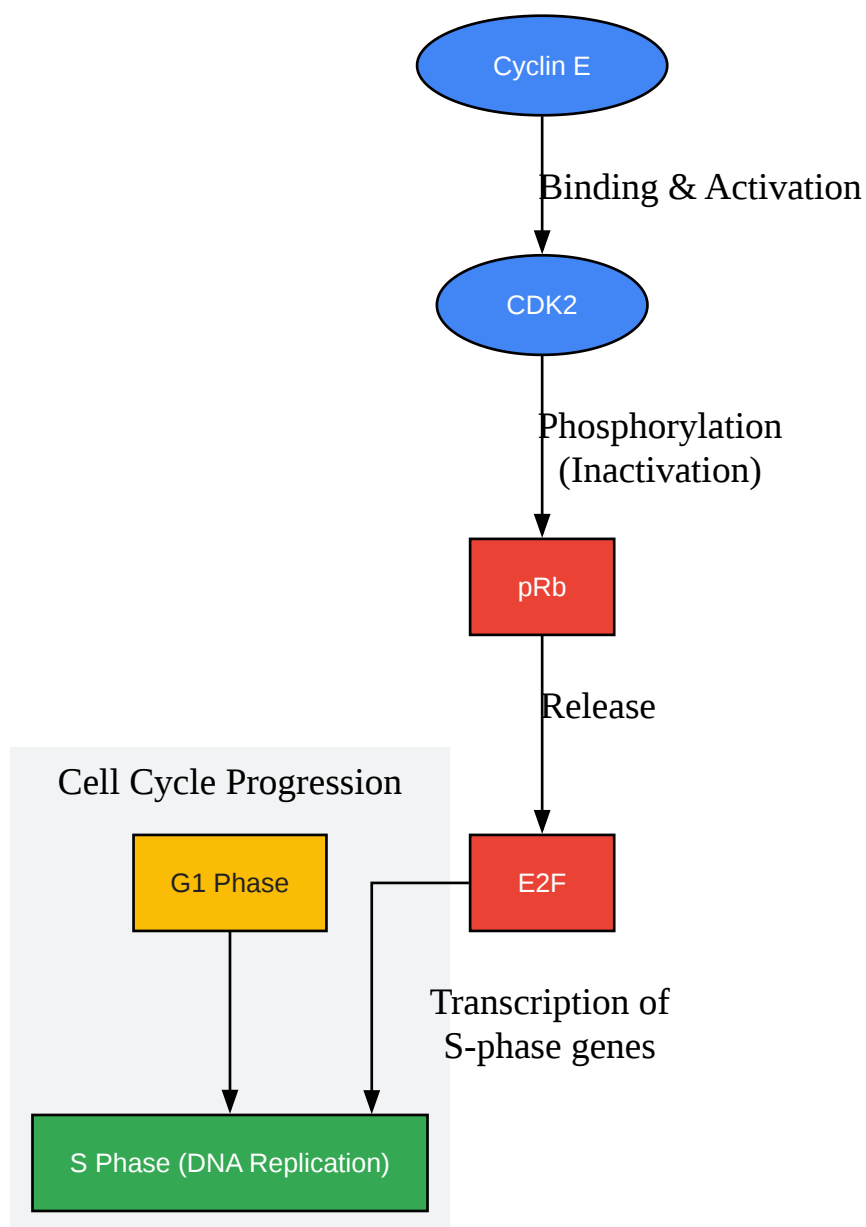 Cyclin E
Binding & Activation
CDK2
Phosphorylation
(Inactivation)
pRb
Release
Cell Cycle Progression
G1 Phase
E2F
Transcription of
S-phase genes
S Phase (DNA Replication)